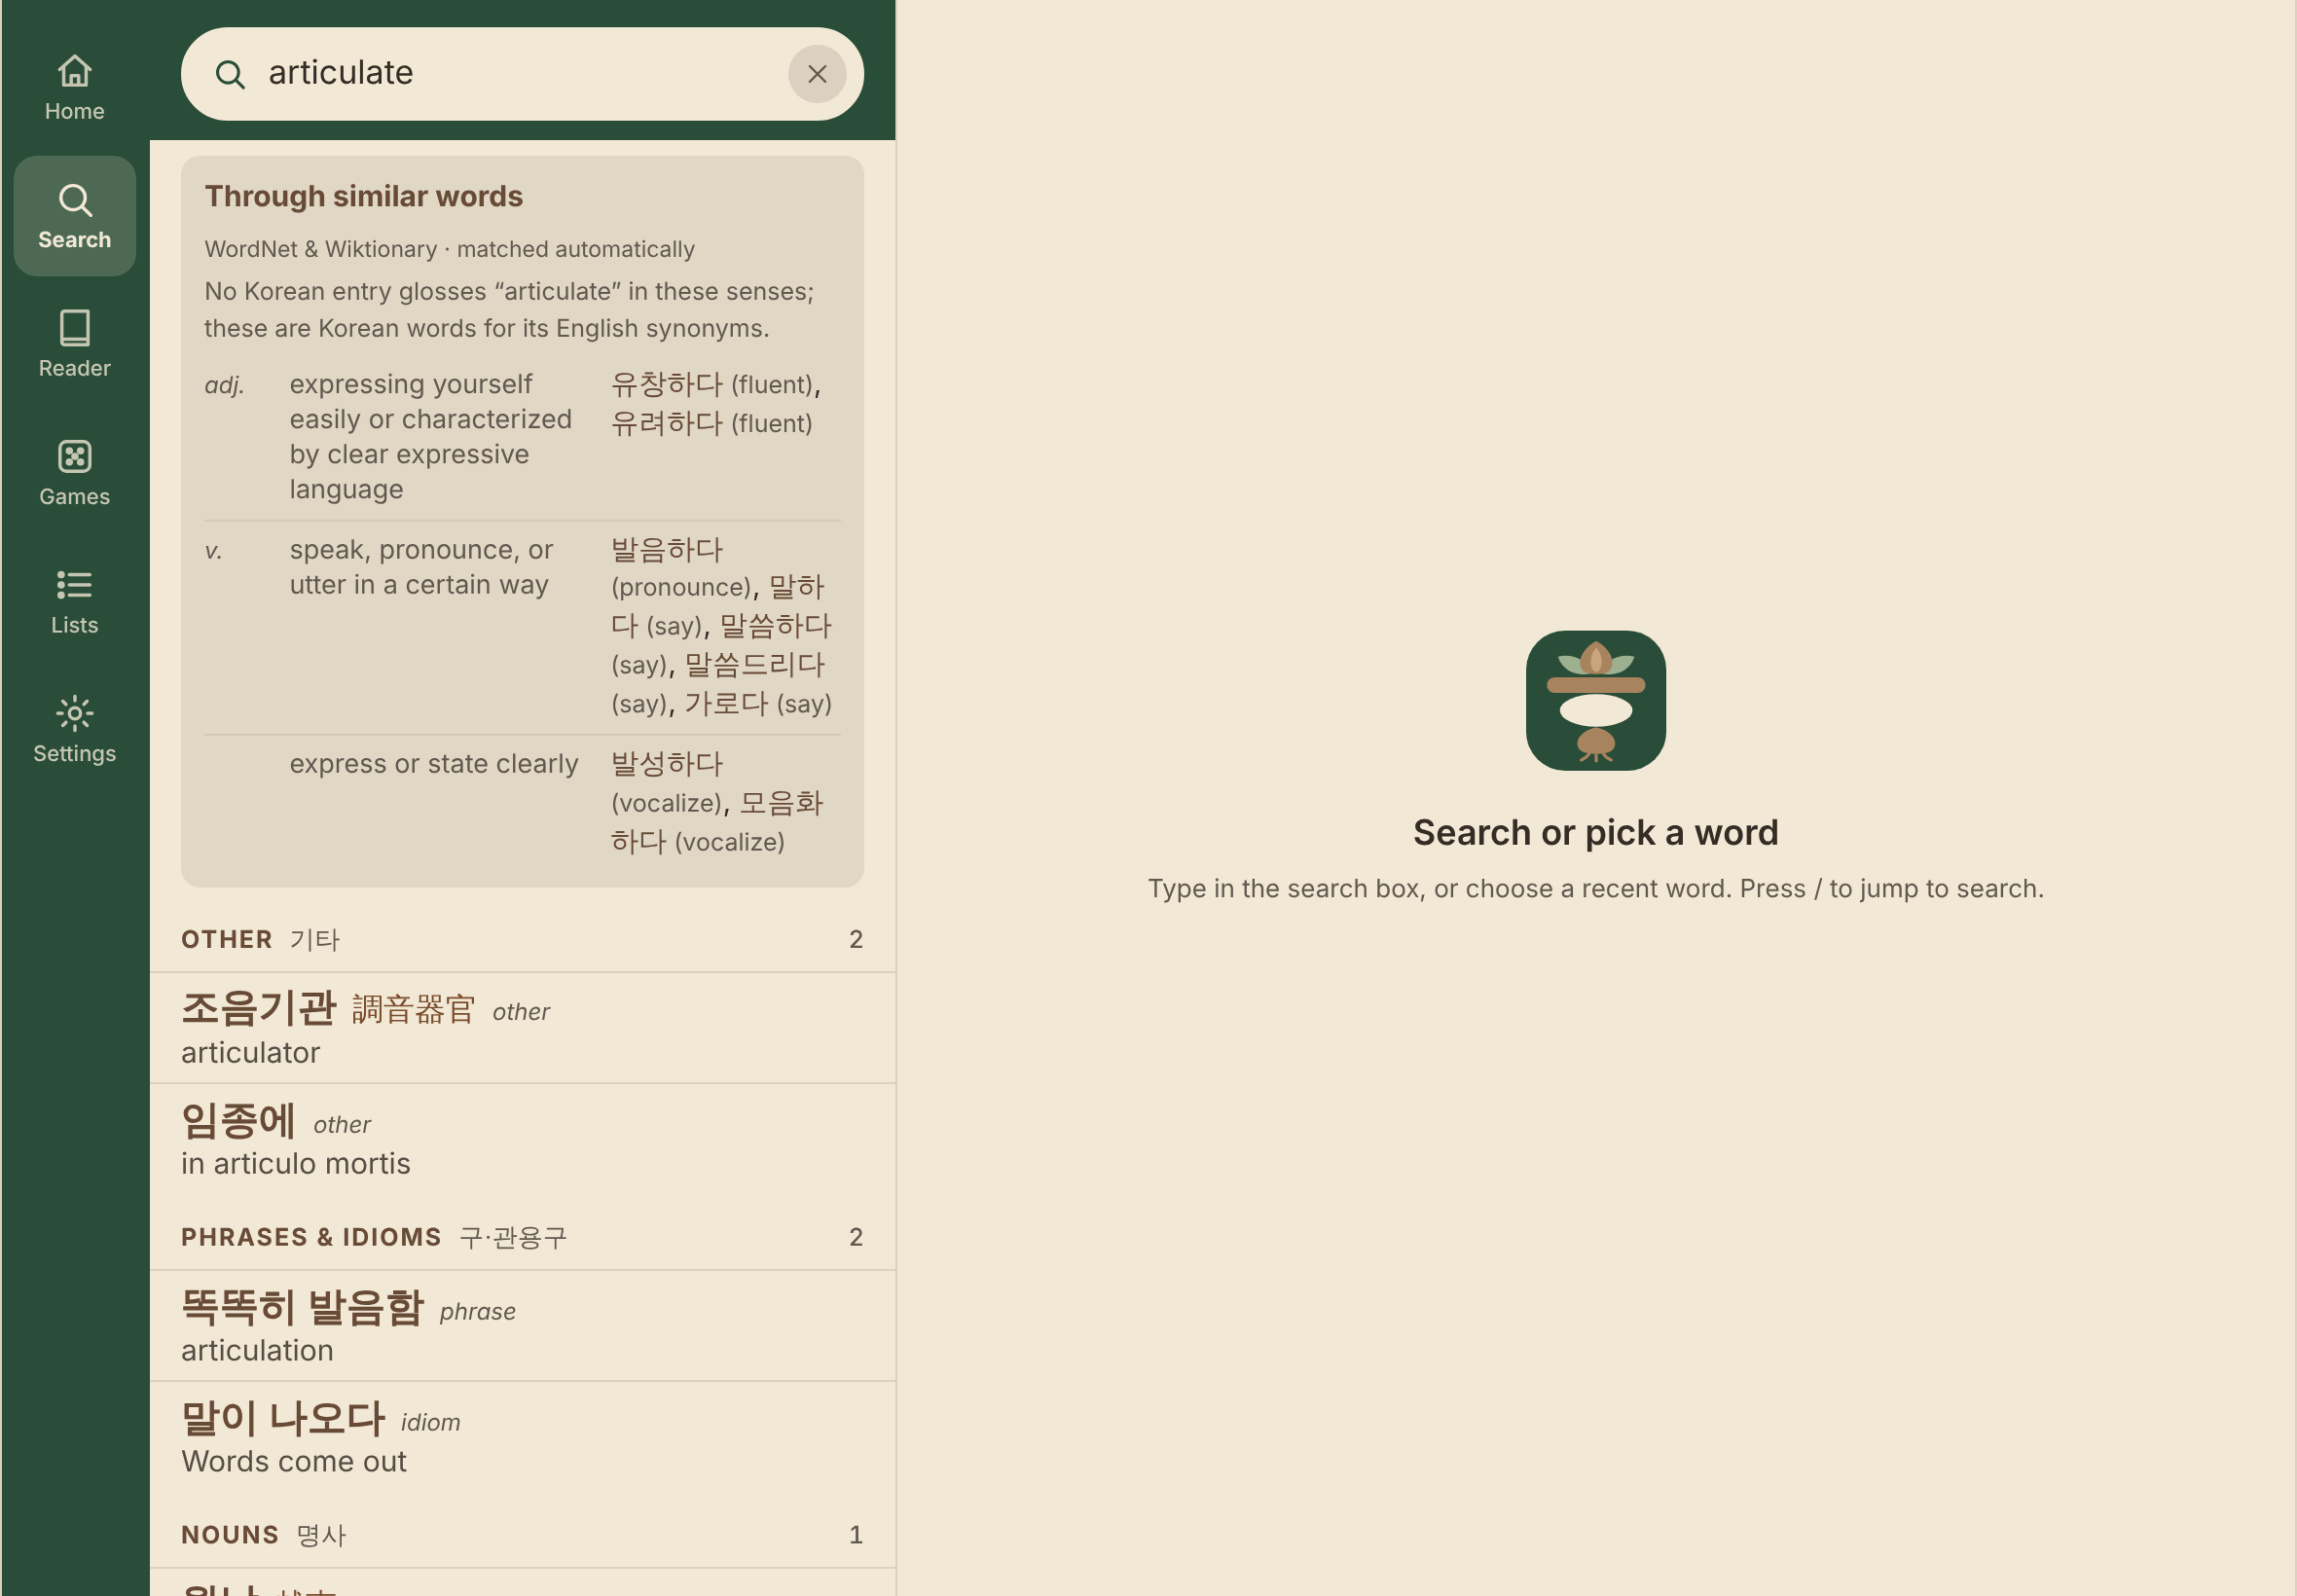 Home
Search
Reader
Games
Lists
Settings
articulate
Through similar words
WordNet & Wiktionary · matched automatically
No Korean entry glosses “articulate” in these senses;
these are Korean words for its English synonyms.
adj.
expressing yourself
easily or characterized
by clear expressive
language
유창하다 (fluent),
유려하다 (fluent)
v.
speak, pronounce, or
utter in a certain way
발음하다
(pronounce), 말하
다 (say), 말씀하다
(say), 말씀드리다
(say), 가로다 (say)
express or state clearly
발성하다
(vocalize), 모음화
하다 (vocalize)
OTHER 기타 2
조음기관 調音器官 other
articulator
임종에 other
in articulo mortis
PHRASES & IDIOMS 구·관용구 2
똑똑히 발음함 phrase
articulation
말이 나오다 idiom
Words come out
NOUNS 명사 1
Search or pick a word
Type in the search box, or choose a recent word. Press / to jump to search.